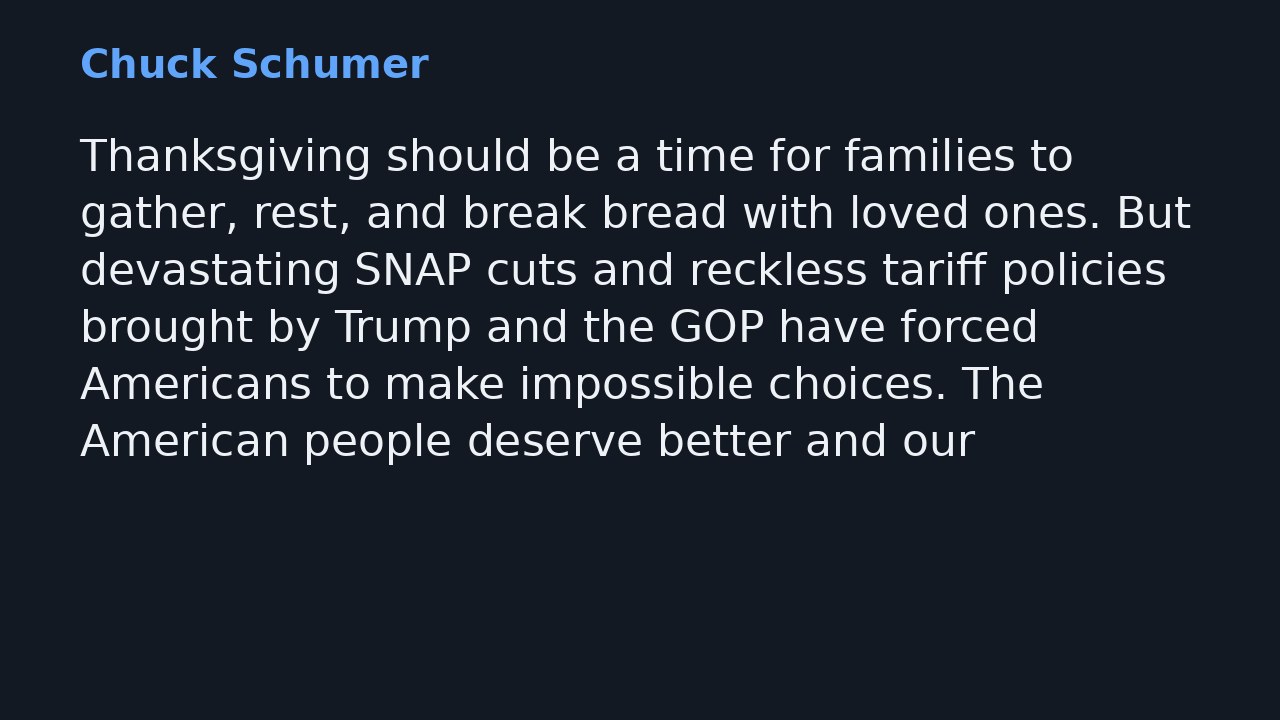 Chuck Schumer
Thanksgiving should be a time for families to
gather, rest, and break bread with loved ones. But
devastating SNAP cuts and reckless tariff policies
brought by Trump and the GOP have forced
Americans to make impossible choices. The
American people deserve better and our